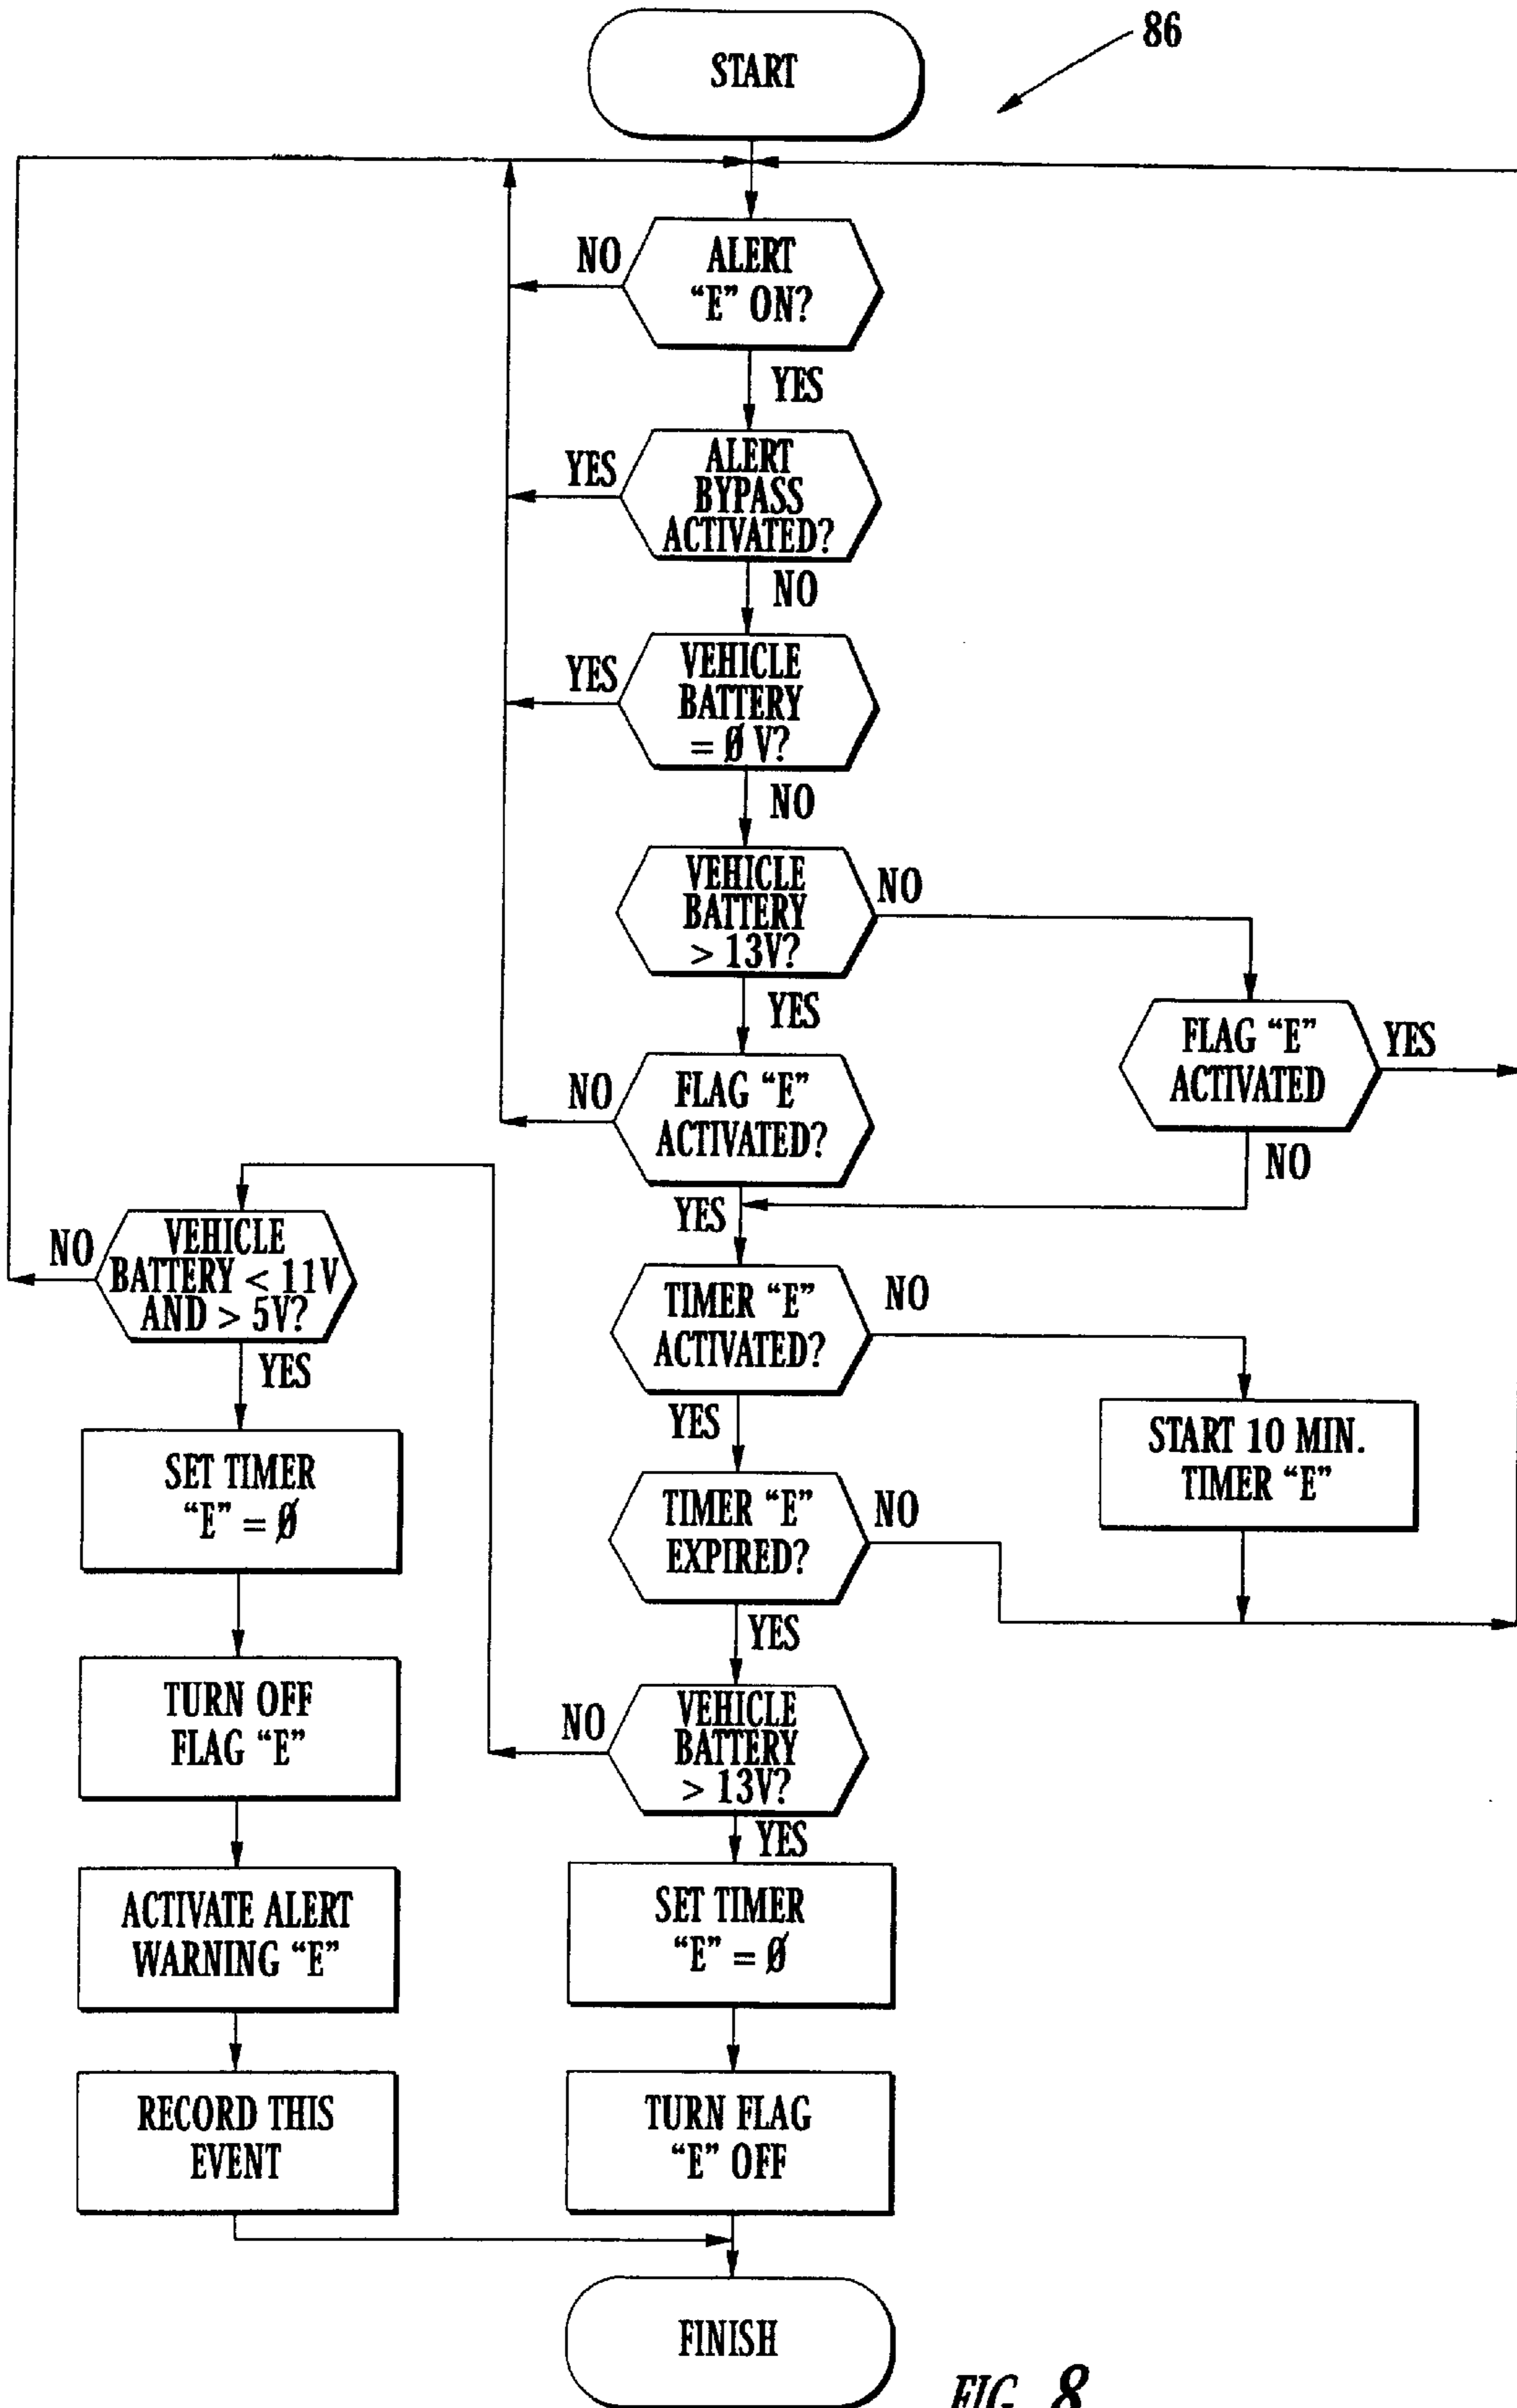 START
86
ALERT
“E” ON?
NO
YES
ALERT
BYPASS
ACTIVATED?
YES
NO
VEHICLE
BATTERY
= Ø V?
YES
NO
VEHICLE
BATTERY
> 13V?
NO
YES
FLAG “E”
ACTIVATED
YES
NO
FLAG “E”
ACTIVATED?
NO
YES
TIMER “E”
ACTIVATED?
NO
YES
START 10 MIN.
TIMER “E”
TIMER “E”
EXPIRED?
NO
YES
VEHICLE
BATTERY
> 13V?
NO
YES
SET TIMER
“E” = Ø
TURN FLAG
“E” OFF
VEHICLE
BATTERY < 11V
AND > 5V?
NO
YES
SET TIMER
“E” = Ø
TURN OFF
FLAG “E”
ACTIVATE ALERT
WARNING “E”
RECORD THIS
EVENT
FINISH
FIG. 8